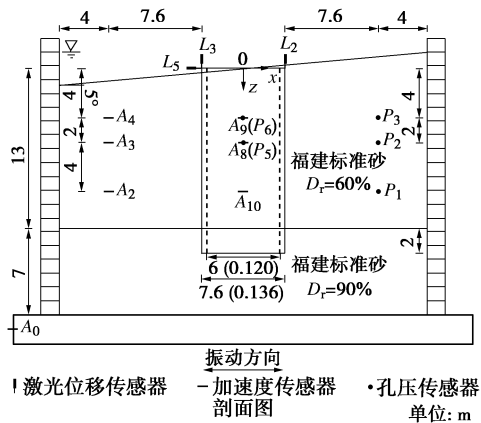 4 7.6 7.6 4
L3 L2
L5 0 x
z
4 5° 4
A4 A9(P6) P3
2 A3 A8(P5) P2 2
13 4 A2 A10 福建标准砂 P1
Dr=60%
2
7 6 (0.120) 福建标准砂
7.6 (0.136) Dr=90%
A0
振动方向
激光位移传感器 加速度传感器 孔压传感器
剖面图 单位: m